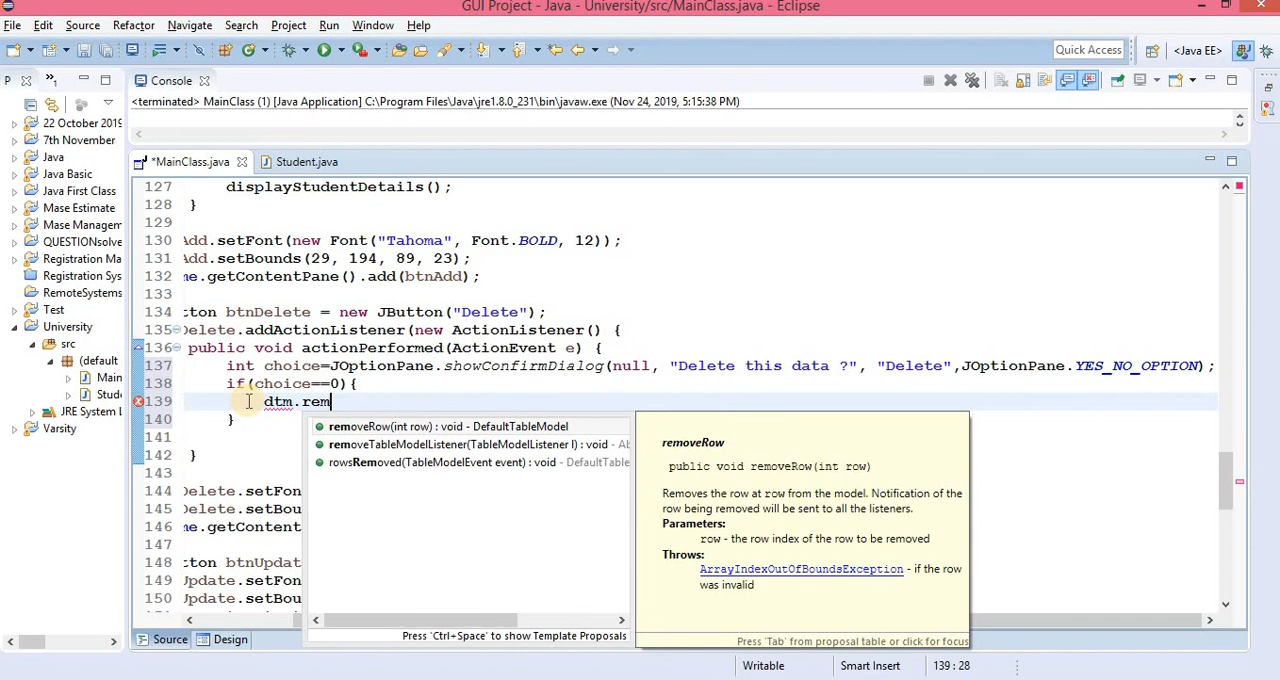 GUI Project - Java - University/src/MainClass.java - Eclipse
File Edit Source Refactor Navigate Search Project Run Window Help
Quick Access <Java EE>
P Console
<terminated> MainClass (1) [Java Application] C:\Program Files\Java\jre1.8.0_231\bin\javaw.exe (Nov 24, 2019, 5:15:38 PM)
22 October 2019
7th November
Java
Java Basic
Java First Class
Mase Estimate
Mase Managem
QUESTIONsolve
Registration Ma
Registration Sys
RemoteSystems
Test
University
src
(default
Main
Stude
JRE System L
Varsity
*MainClass.java Student.java
127 displayStudentDetails();
128 }
129
130 Add.setFont(new Font("Tahoma", Font.BOLD, 12));
131 Add.setBounds(29, 194, 89, 23);
132 me.getContentPane().add(btnAdd);
133
134 tton btnDelete = new JButton("Delete");
135 Delete.addActionListener(new ActionListener() {
136 public void actionPerformed(ActionEvent e) {
137 int choice=JOptionPane.showConfirmDialog(null, "Delete this data ?", "Delete",JOptionPane.YES_NO_OPTION);
138 if(choice==0){
139 dtm.rem
140 }
141
142 }
143
144 Delete.setFon
145 Delete.setBou
146 me.getContent
147
148 tton btnUpdat
149 Update.setFon
150 Update.setBou
removeRow(int row) : void - DefaultTableModel
removeTableModelListener(TableModelListener l) : void - Ab
rowsRemoved(TableModelEvent event) : void - DefaultTable
Press 'Ctrl+Space' to show Template Proposals
removeRow
public void removeRow(int row)
Removes the row at row from the model. Notification of the
row being removed will be sent to all the listeners.
Parameters:
row - the row index of the row to be removed
Throws:
ArrayIndexOutOfBoundsException - if the row
was invalid
Press 'Tab' from proposal table or click for focus
Source Design
Writable Smart Insert 139 : 28